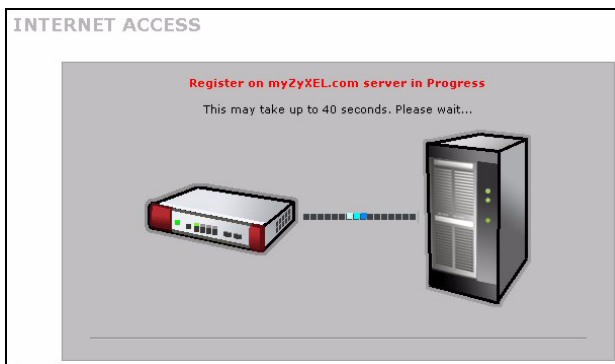 INTERNET ACCESS
Register on myZyXEL.com server in Progress
This may take up to 40 seconds. Please wait...